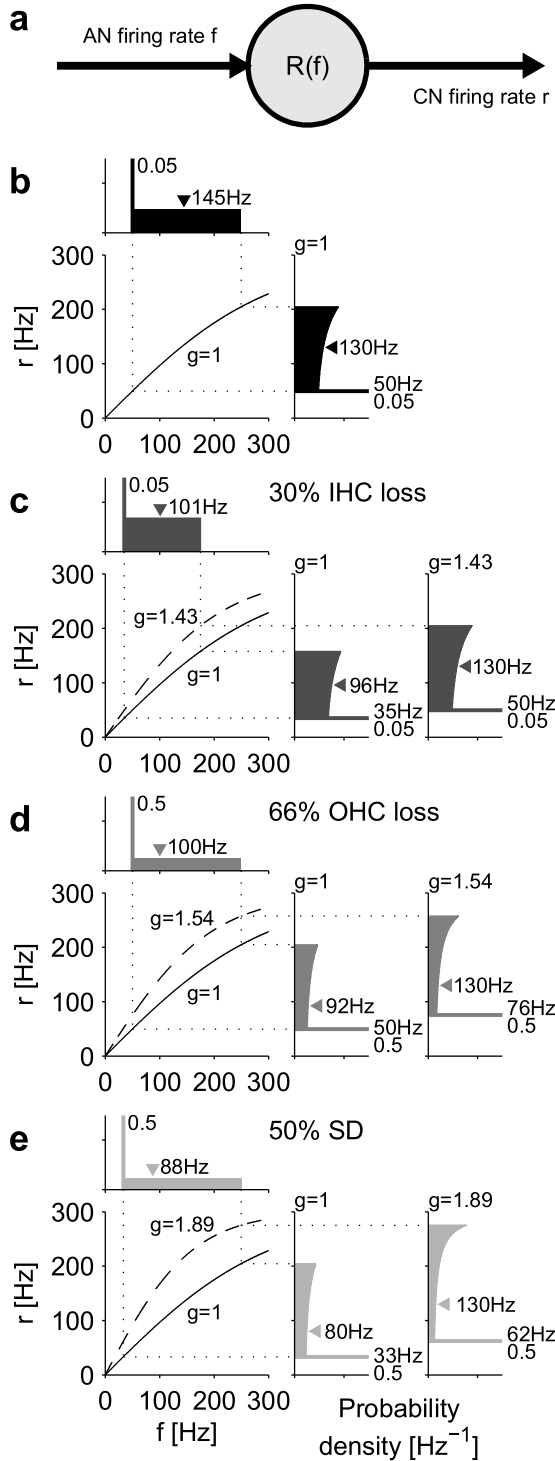 a
AN firing rate f
R(f)
CN firing rate r
b
0.05
145Hz
r [Hz]
300
200
100
0
g=1
0 100 200 300
g=1
130Hz
50Hz
0.05
c
30% IHC loss
0.05
101Hz
r [Hz]
300
200
100
0
g=1.43
g=1
0 100 200 300
g=1
96Hz
35Hz
0.05
g=1.43
130Hz
50Hz
0.05
d
66% OHC loss
0.5
100Hz
r [Hz]
300
200
100
0
g=1.54
g=1
0 100 200 300
g=1
92Hz
50Hz
0.5
g=1.54
130Hz
76Hz
0.5
e
50% SD
0.5
88Hz
r [Hz]
300
200
100
0
g=1.89
g=1
0 100 200 300
f [Hz]
g=1
80Hz
33Hz
0.5
g=1.89
130Hz
62Hz
0.5
Probability
density [Hz⁻¹]